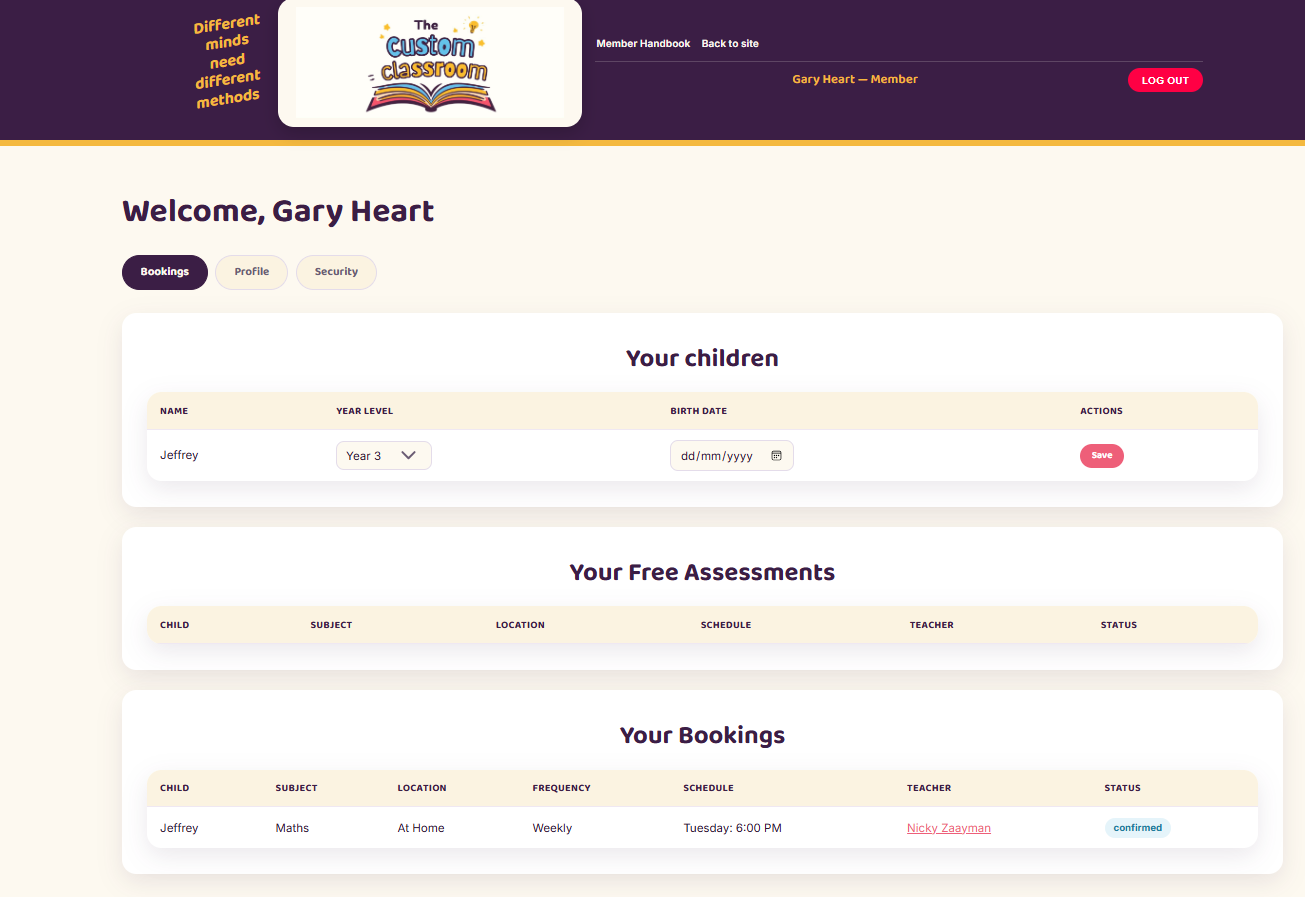 Different
minds
need
different
methods
The
Custom
classroom
Member Handbook Back to site
Gary Heart — Member LOG OUT
Welcome, Gary Heart
Bookings Profile Security
Your children
NAME YEAR LEVEL BIRTH DATE ACTIONS
Jeffrey Year 3 dd/mm/yyyy Save
Your Free Assessments
CHILD SUBJECT LOCATION SCHEDULE TEACHER STATUS
Your Bookings
CHILD SUBJECT LOCATION FREQUENCY SCHEDULE TEACHER STATUS
Jeffrey Maths At Home Weekly Tuesday: 6:00 PM Nicky Zaayman confirmed